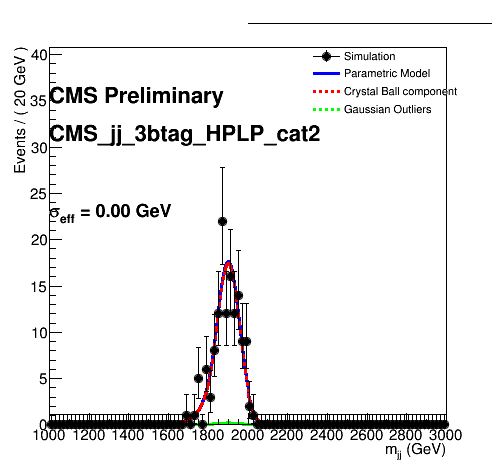 Events / ( 20 GeV )
40
35
30
25
20
15
10
5
0
Simulation
Parametric Model
Crystal Ball component
Gaussian Outliers
CMS Preliminary
CMS_jj_3btag_HPLP_cat2
σeff = 0.00 GeV
1000 1200 1400 1600 1800 2000 2200 2400 2600 2800 3000
mjj (GeV)